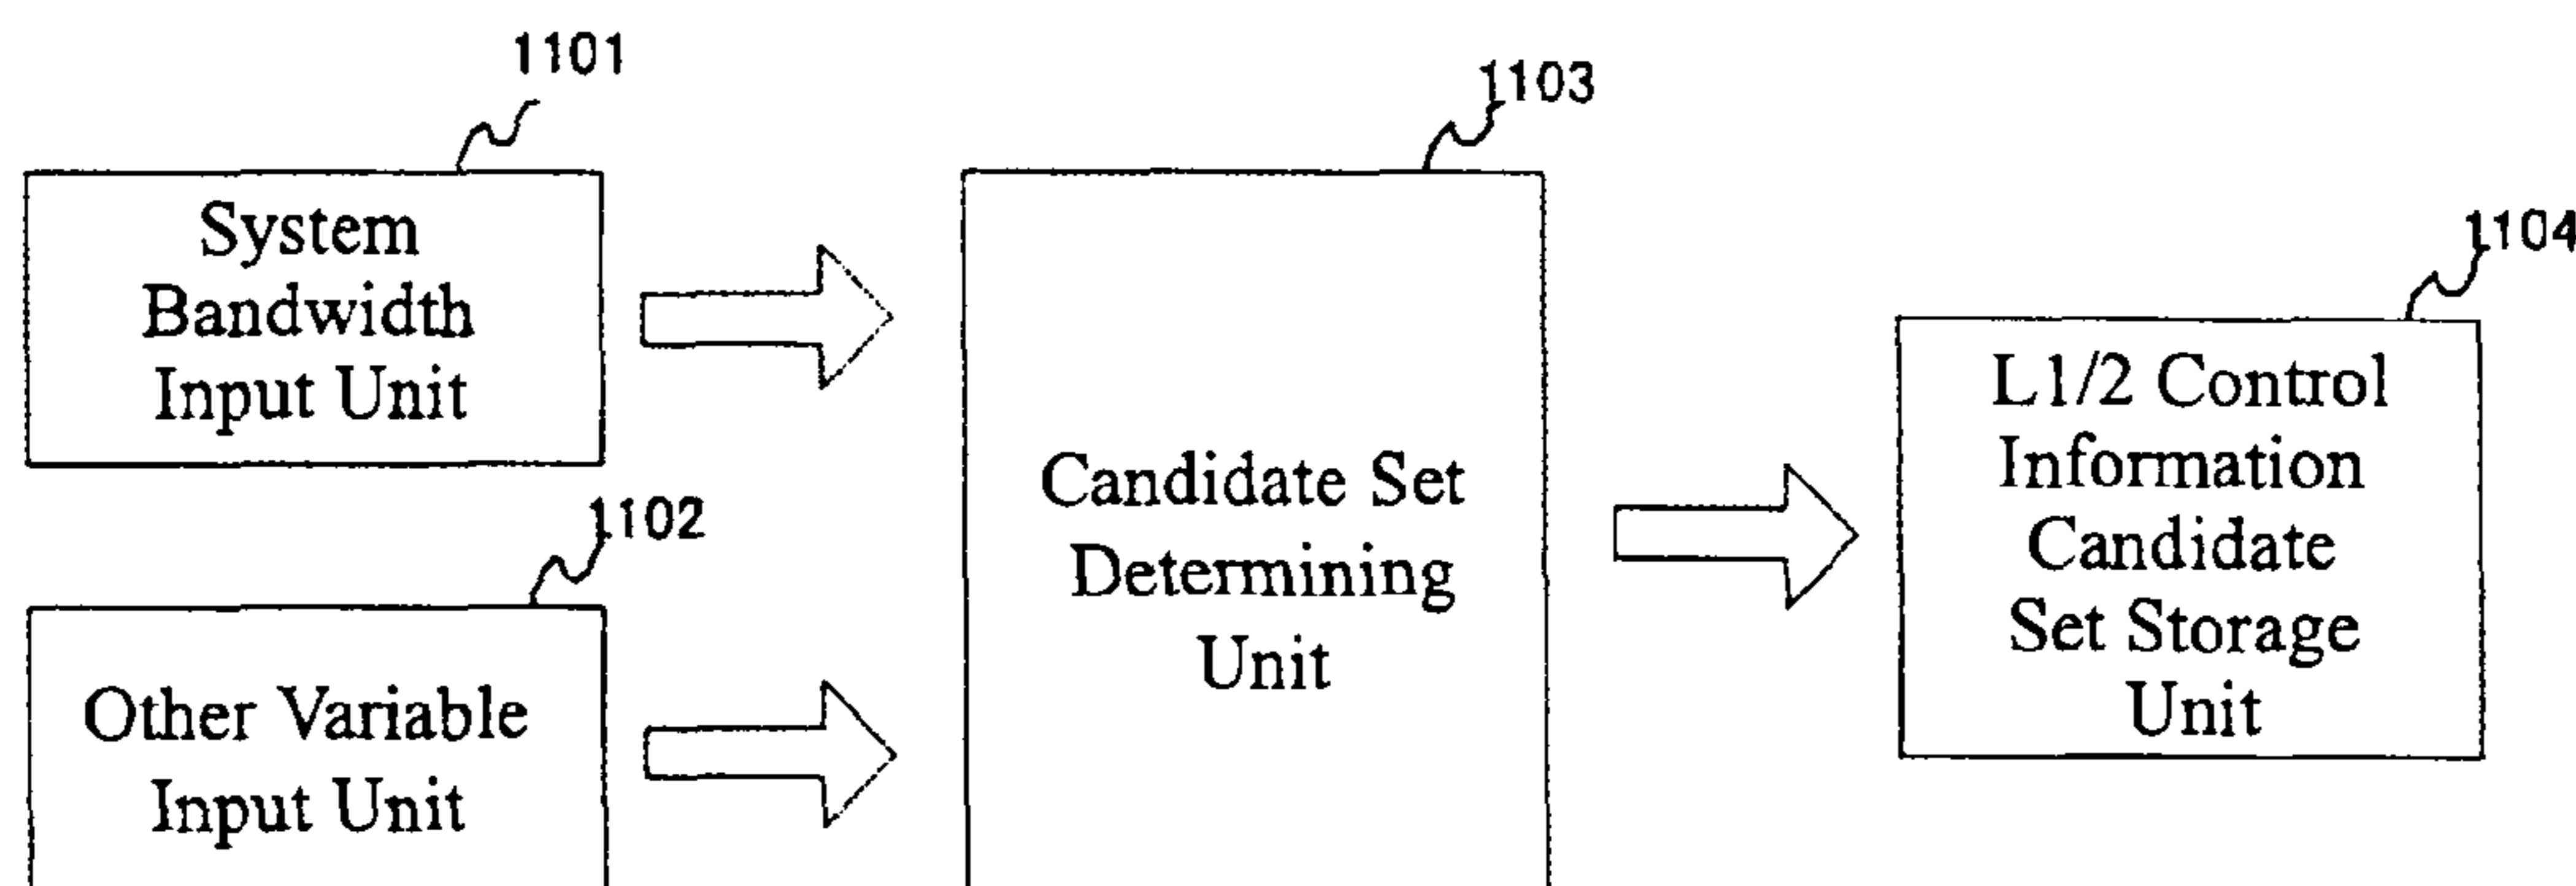 1101
System
Bandwidth
Input Unit
1102
Other Variable
Input Unit
1103
Candidate Set
Determining
Unit
1104
L1/2 Control
Information
Candidate
Set Storage
Unit